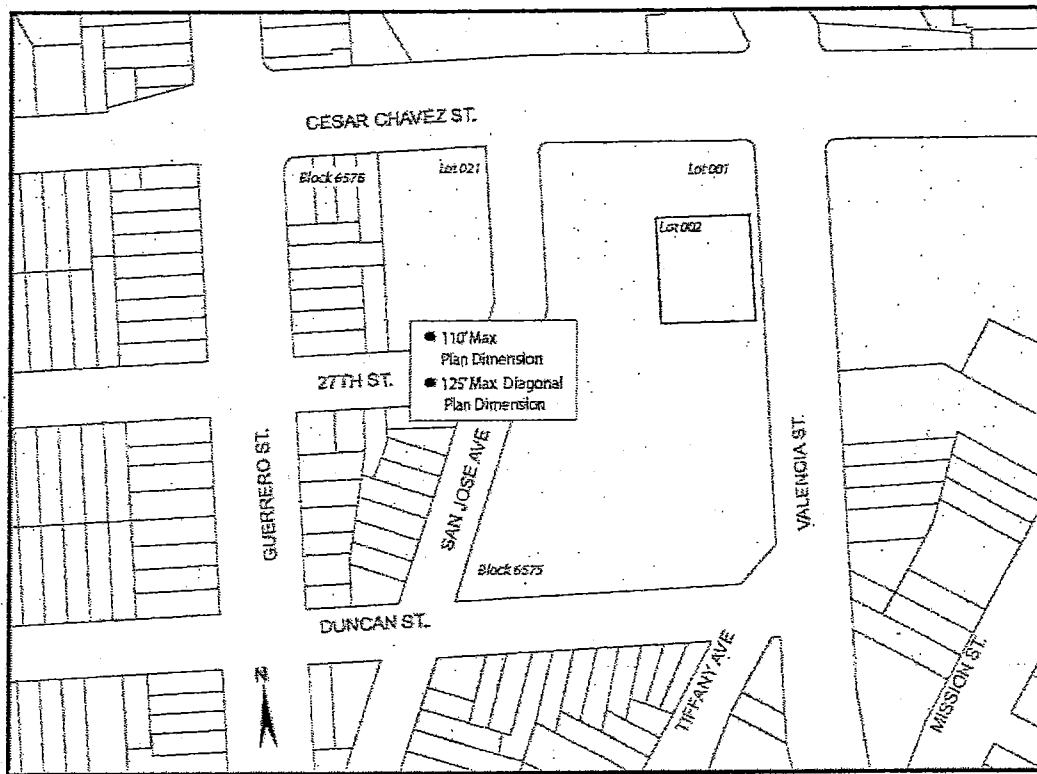 CESAR CHAVEZ ST.
Block 6576
Lot 021
Lot 001
Lot 002
● 110' Max
Plan Dimension
● 125' Max Diagonal
Plan Dimension
27TH ST.
GUERRERO ST.
SAN JOSE AVE
VALENCIA ST.
Block 6575
DUNCAN ST.
TIFFANY AVE
MISSION ST.
N